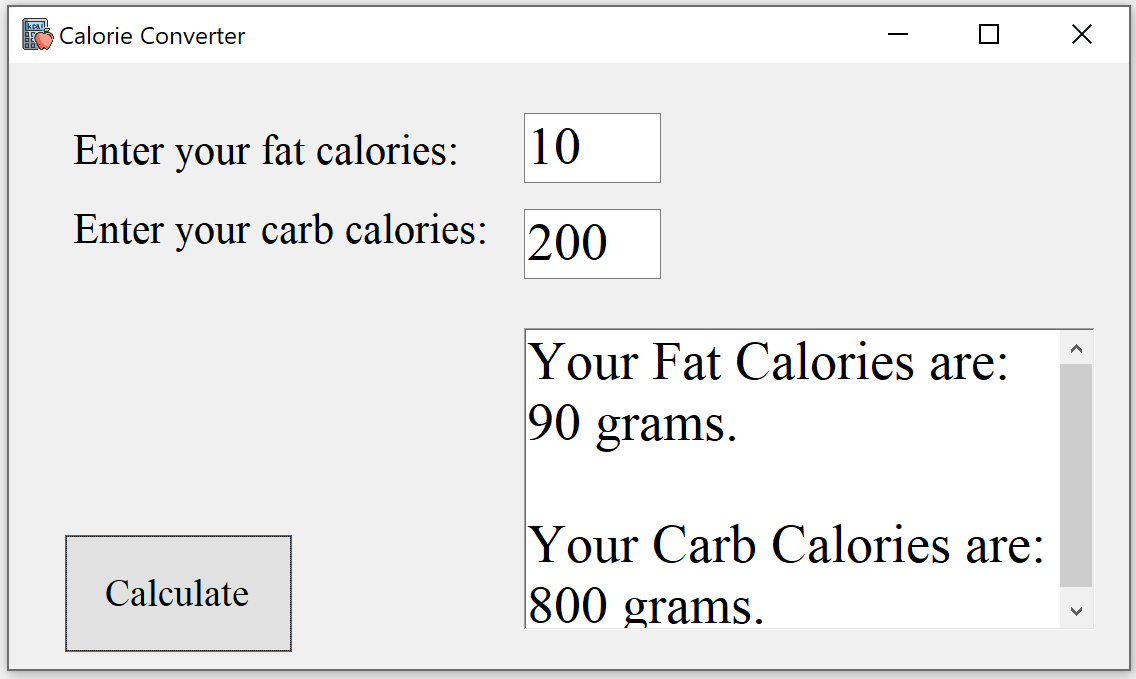 Calorie Converter
Enter your fat calories:
10
Enter your carb calories:
200
Your Fat Calories are:
90 grams.
Your Carb Calories are:
800 grams.
Calculate